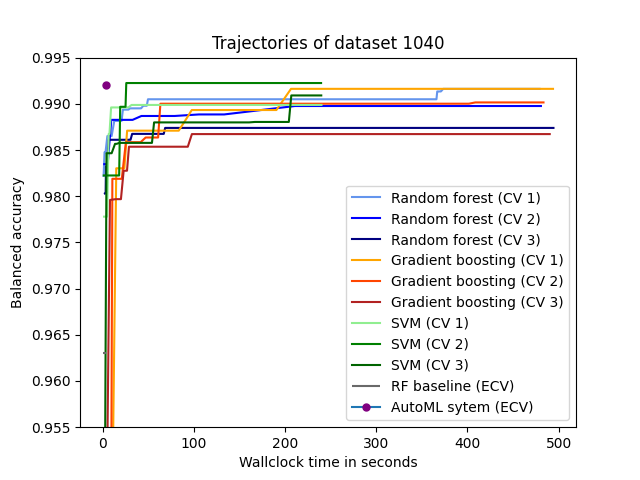 Trajectories of dataset 1040
Balanced accuracy
0.995
0.990
0.985
0.980
0.975
0.970
0.965
0.960
0.955
Random forest (CV 1)
Random forest (CV 2)
Random forest (CV 3)
Gradient boosting (CV 1)
Gradient boosting (CV 2)
Gradient boosting (CV 3)
SVM (CV 1)
SVM (CV 2)
SVM (CV 3)
RF baseline (ECV)
AutoML sytem (ECV)
0 100 200 300 400 500
Wallclock time in seconds